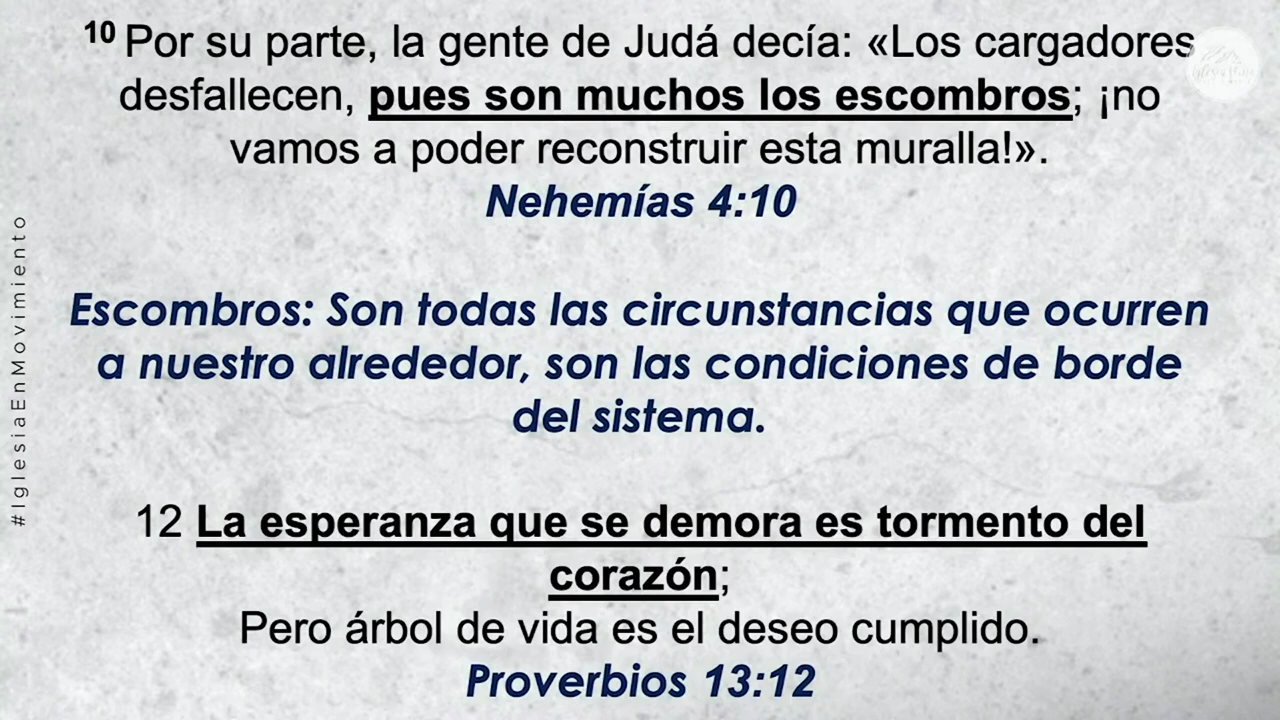 10 Por su parte, la gente de Judá decía: «Los cargadores
desfallecen, pues son muchos los escombros; ¡no
vamos a poder reconstruir esta muralla!».
Nehemías 4:10
Escombros: Son todas las circunstancias que ocurren
a nuestro alrededor, son las condiciones de borde
del sistema.
12 La esperanza que se demora es tormento del
corazón;
Pero árbol de vida es el deseo cumplido.
Proverbios 13:12
#IglesiaEnMovimiento